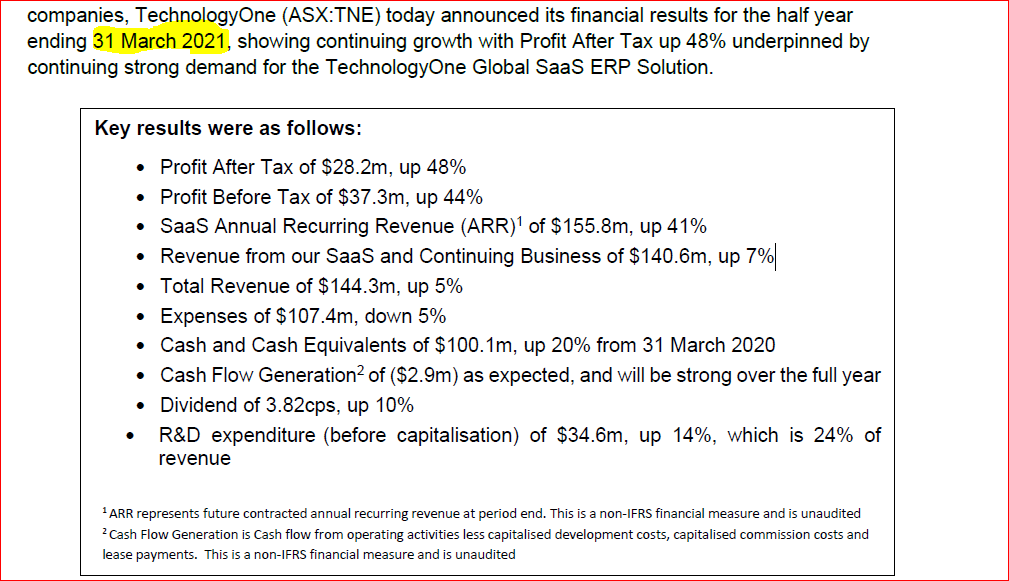 companies, TechnologyOne (ASX:TNE) today announced its financial results for the half year
ending 31 March 2021, showing continuing growth with Profit After Tax up 48% underpinned by
continuing strong demand for the TechnologyOne Global SaaS ERP Solution.
Key results were as follows:
• Profit After Tax of $28.2m, up 48%
• Profit Before Tax of $37.3m, up 44%
• SaaS Annual Recurring Revenue (ARR)¹ of $155.8m, up 41%
• Revenue from our SaaS and Continuing Business of $140.6m, up 7%
• Total Revenue of $144.3m, up 5%
• Expenses of $107.4m, down 5%
• Cash and Cash Equivalents of $100.1m, up 20% from 31 March 2020
• Cash Flow Generation² of ($2.9m) as expected, and will be strong over the full year
• Dividend of 3.82cps, up 10%
• R&D expenditure (before capitalisation) of $34.6m, up 14%, which is 24% of
revenue
¹ ARR represents future contracted annual recurring revenue at period end. This is a non-IFRS financial measure and is unaudited
² Cash Flow Generation is Cash flow from operating activities less capitalised development costs, capitalised commission costs and
lease payments. This is a non-IFRS financial measure and is unaudited